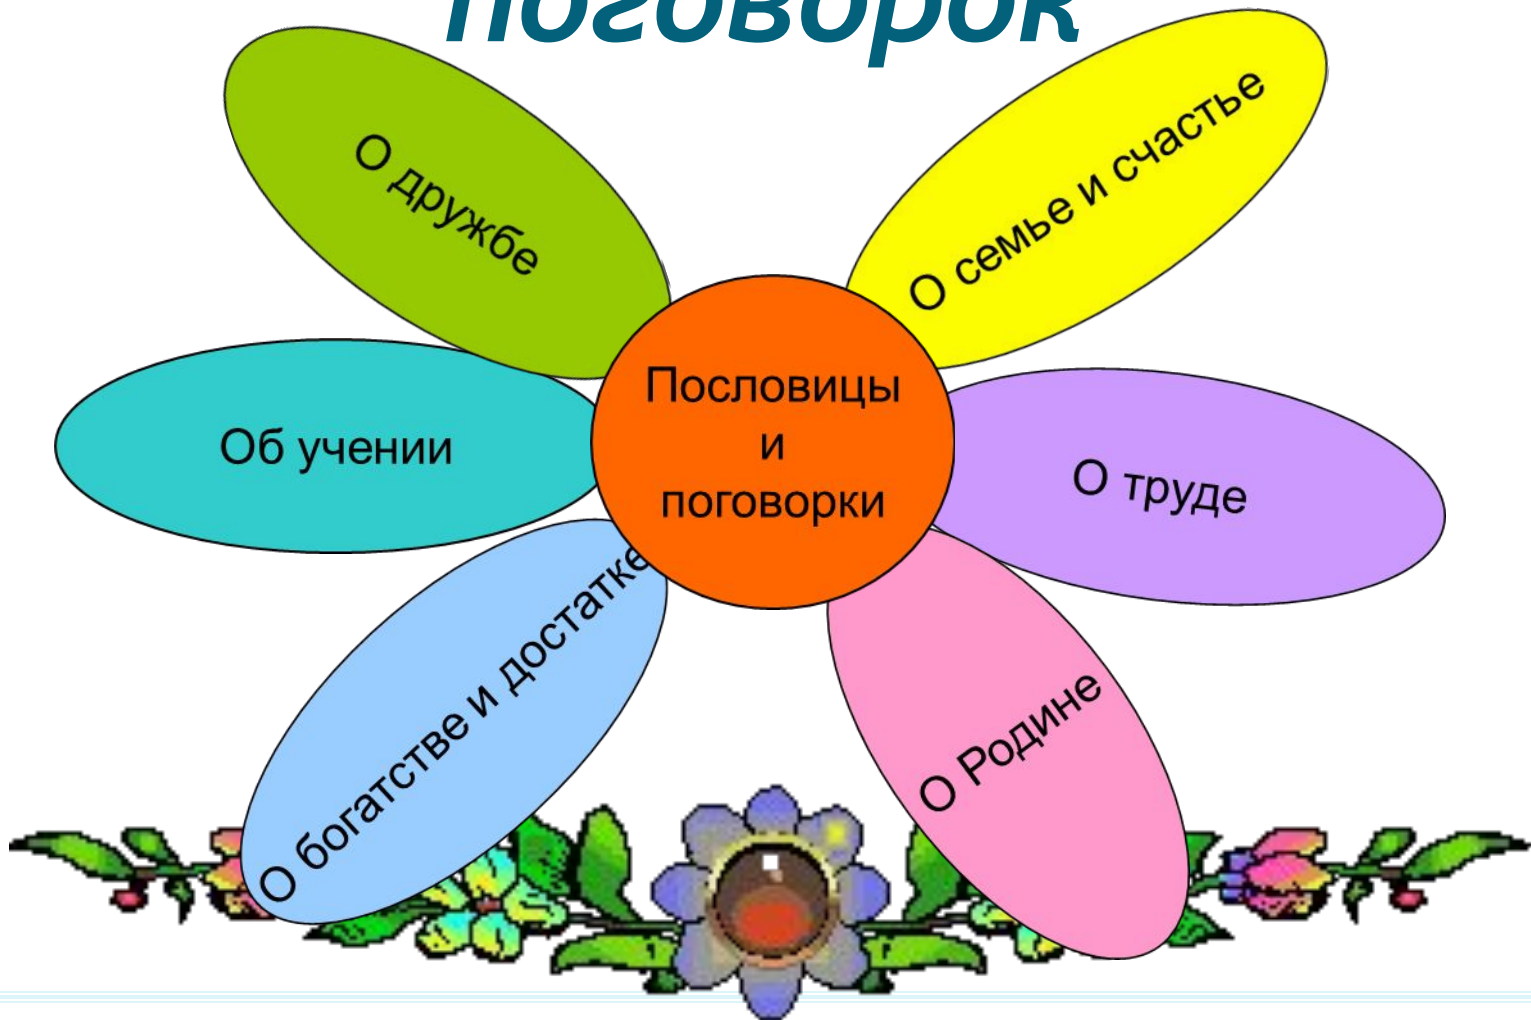 поговорок
О дружбе
О семье и счастье
Пословицы
и
поговорки
Об учении
О труде
О богатстве и достатке
О Родине